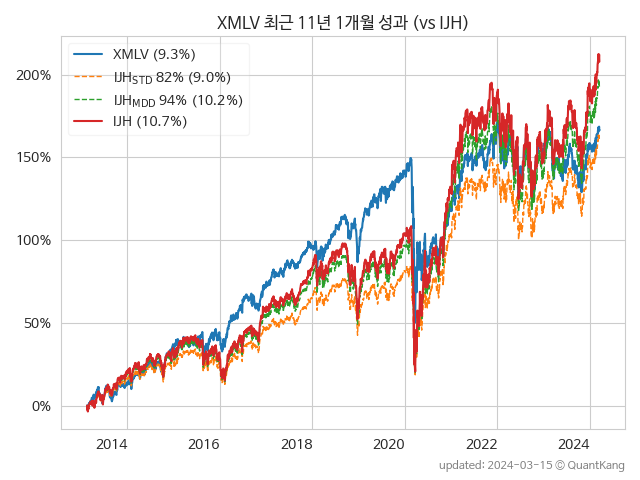 XMLV 최근 11년 1개월 성과 (vs IJH)
XMLV (9.3%)
IJHSTD 82% (9.0%)
IJHMDD 94% (10.2%)
IJH (10.7%)
200%
150%
100%
50%
0%
2014 2016 2018 2020 2022 2024
updated: 2024-03-15 © QuantKang